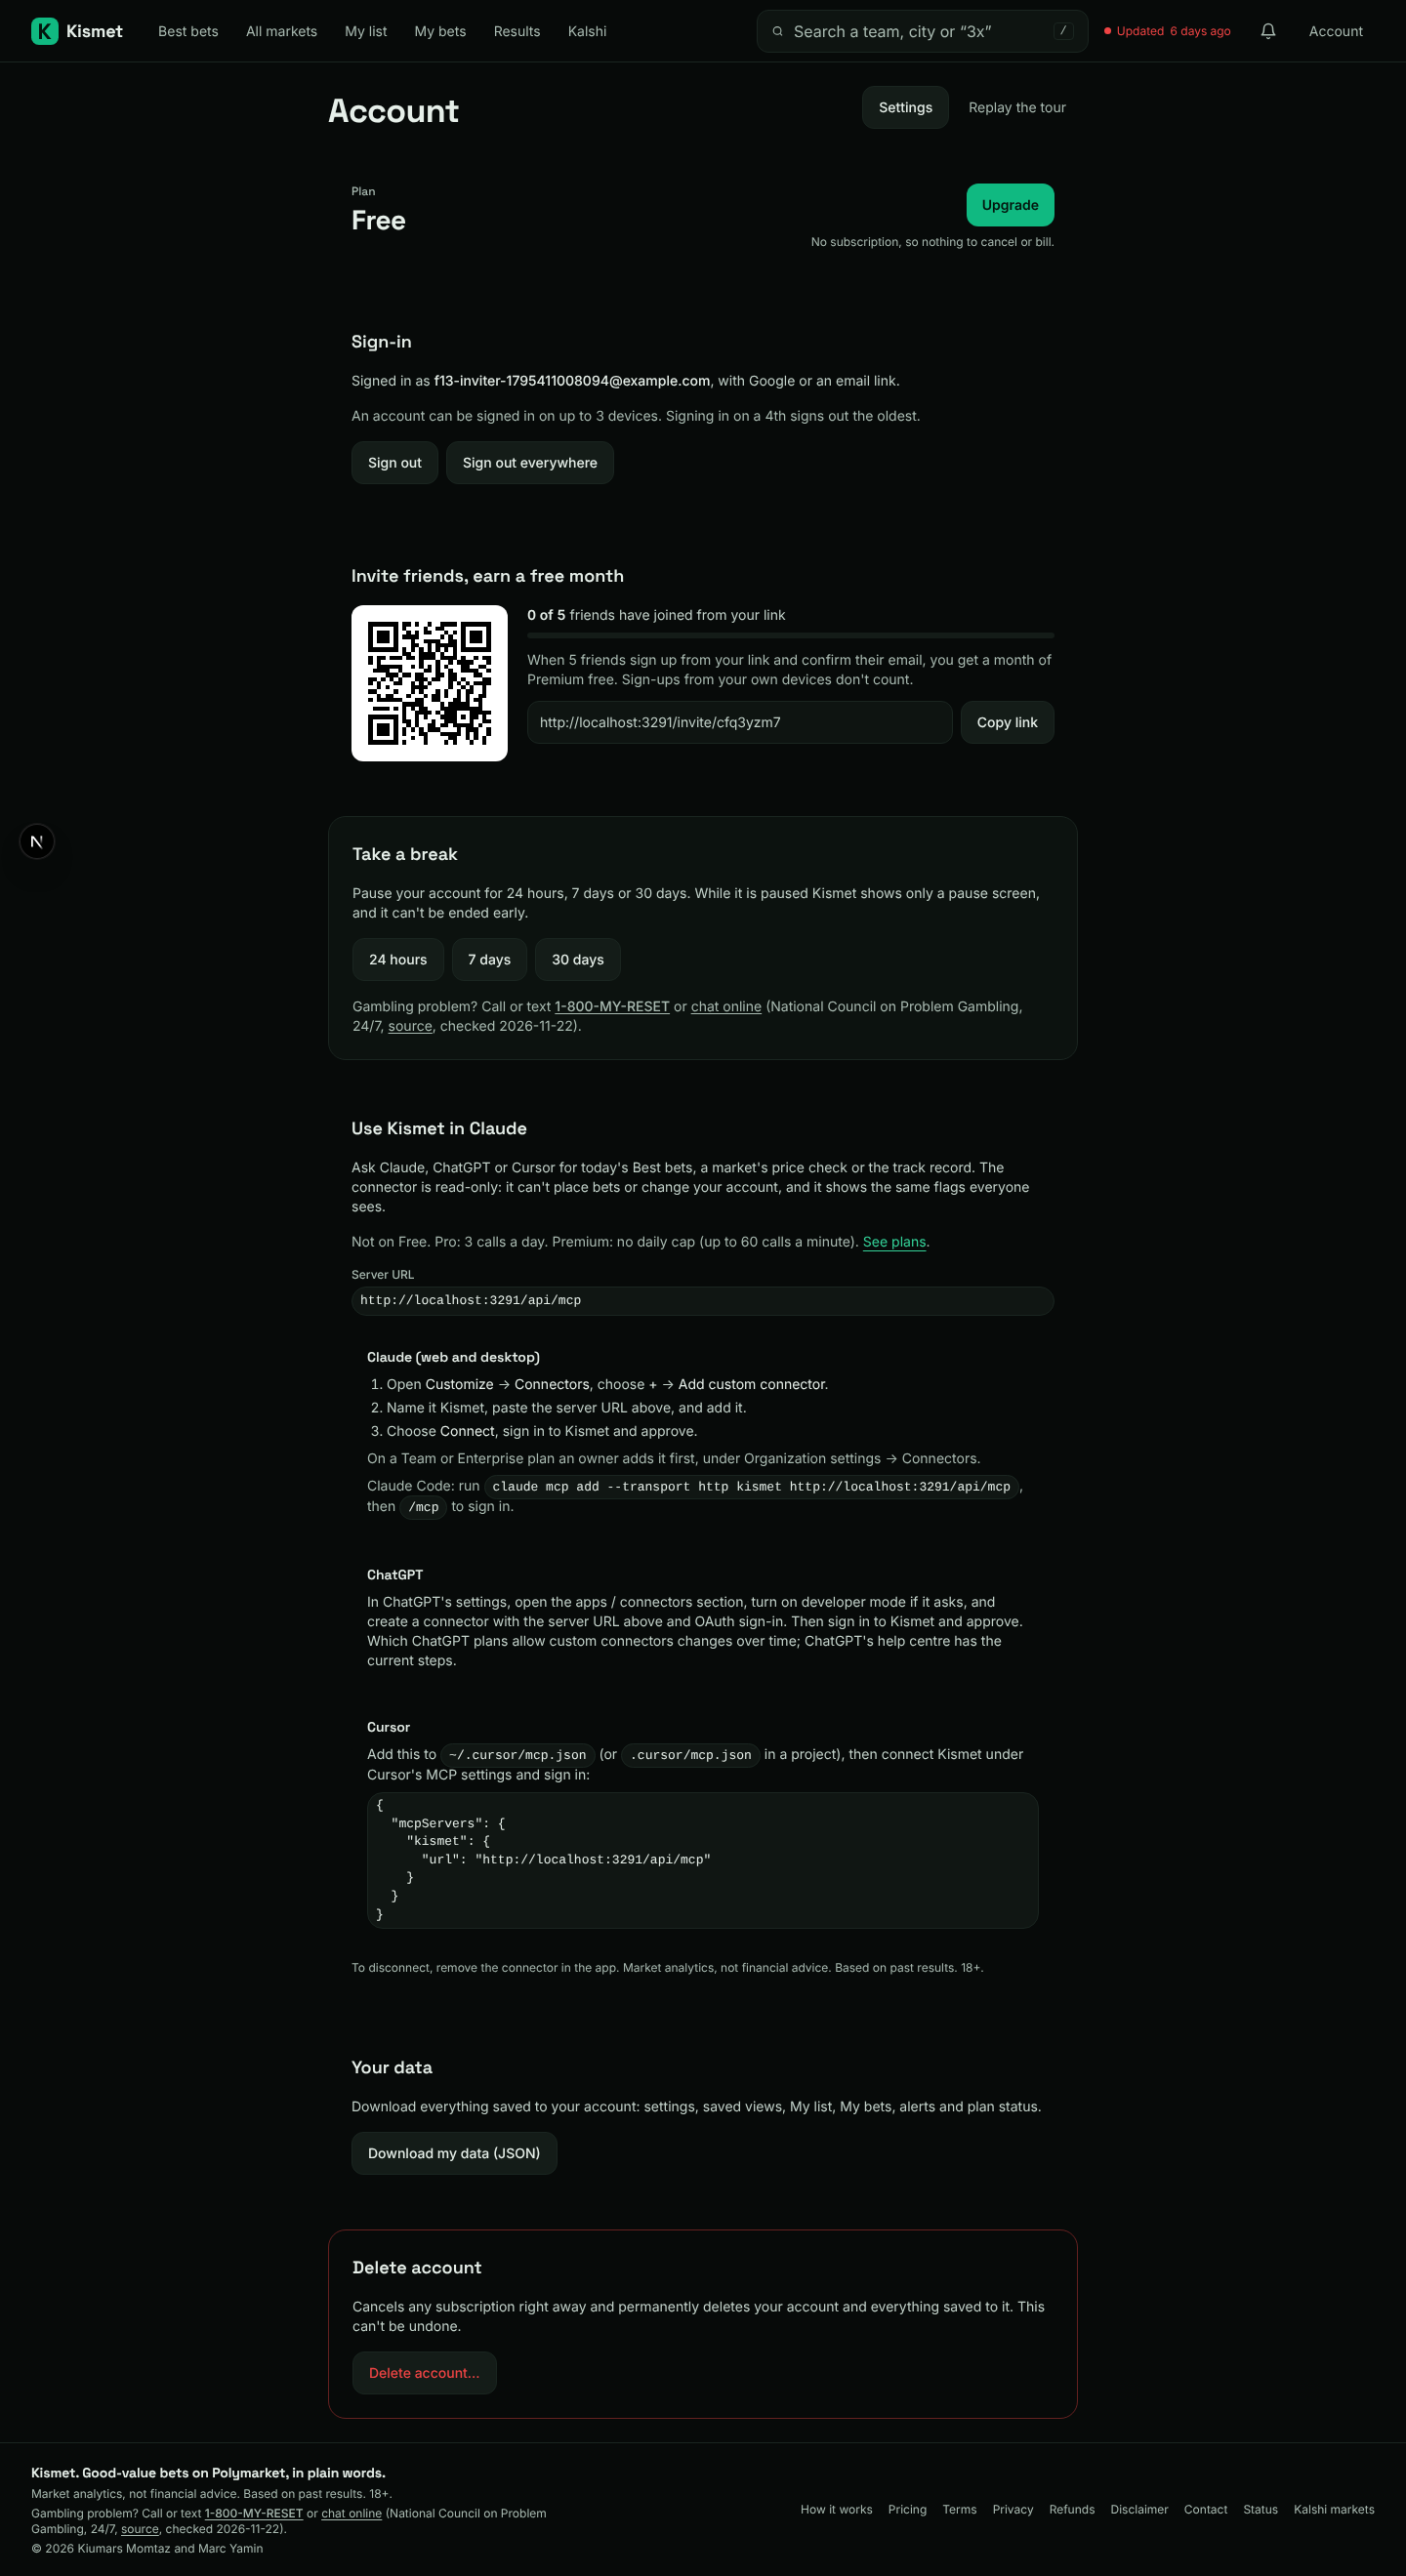 K Kismet Best bets All markets My list My bets Results Kalshi Search a team, city or “3x” / Updated 6 days ago Account
Account
Settings Replay the tour
Plan
Free
Upgrade
No subscription, so nothing to cancel or bill.
Sign-in
Signed in as f13-inviter-1795411008094@example.com, with Google or an email link.
An account can be signed in on up to 3 devices. Signing in on a 4th signs out the oldest.
Sign out Sign out everywhere
Invite friends, earn a free month
0 of 5 friends have joined from your link
When 5 friends sign up from your link and confirm their email, you get a month of
Premium free. Sign-ups from your own devices don't count.
http://localhost:3291/invite/cfq3yzm7 Copy link
N
Take a break
Pause your account for 24 hours, 7 days or 30 days. While it is paused Kismet shows only a pause screen,
and it can't be ended early.
24 hours 7 days 30 days
Gambling problem? Call or text 1-800-MY-RESET or chat online (National Council on Problem Gambling,
24/7, source, checked 2026-11-22).
Use Kismet in Claude
Ask Claude, ChatGPT or Cursor for today's Best bets, a market's price check or the track record. The
connector is read-only: it can't place bets or change your account, and it shows the same flags everyone
sees.
Not on Free. Pro: 3 calls a day. Premium: no daily cap (up to 60 calls a minute). See plans.
Server URL
http://localhost:3291/api/mcp
Claude (web and desktop)
1. Open Customize → Connectors, choose + → Add custom connector.
2. Name it Kismet, paste the server URL above, and add it.
3. Choose Connect, sign in to Kismet and approve.
On a Team or Enterprise plan an owner adds it first, under Organization settings → Connectors.
Claude Code: run claude mcp add --transport http kismet http://localhost:3291/api/mcp,
then /mcp to sign in.
ChatGPT
In ChatGPT's settings, open the apps / connectors section, turn on developer mode if it asks, and
create a connector with the server URL above and OAuth sign-in. Then sign in to Kismet and approve.
Which ChatGPT plans allow custom connectors changes over time; ChatGPT's help centre has the
current steps.
Cursor
Add this to ~/.cursor/mcp.json (or .cursor/mcp.json in a project), then connect Kismet under
Cursor's MCP settings and sign in:
{
  "mcpServers": {
    "kismet": {
      "url": "http://localhost:3291/api/mcp"
    }
  }
}
To disconnect, remove the connector in the app. Market analytics, not financial advice. Based on past results. 18+.
Your data
Download everything saved to your account: settings, saved views, My list, My bets, alerts and plan status.
Download my data (JSON)
Delete account
Cancels any subscription right away and permanently deletes your account and everything saved to it. This
can't be undone.
Delete account...
Kismet. Good-value bets on Polymarket, in plain words.
Market analytics, not financial advice. Based on past results. 18+.
Gambling problem? Call or text 1-800-MY-RESET or chat online (National Council on Problem
Gambling, 24/7, source, checked 2026-11-22).
© 2026 Kiumars Momtaz and Marc Yamin
How it works Pricing Terms Privacy Refunds Disclaimer Contact Status Kalshi markets